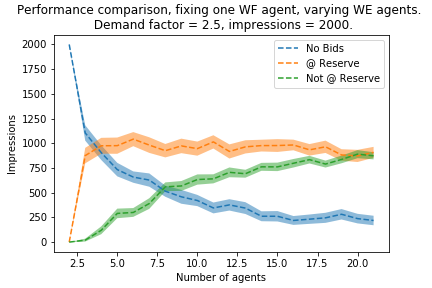 Performance comparison, fixing one WF agent, varying WE agents.
Demand factor = 2.5, impressions = 2000.
No Bids
@ Reserve
Not @ Reserve
Impressions
2000
1750
1500
1250
1000
750
500
250
0
2.5 5.0 7.5 10.0 12.5 15.0 17.5 20.0
Number of agents